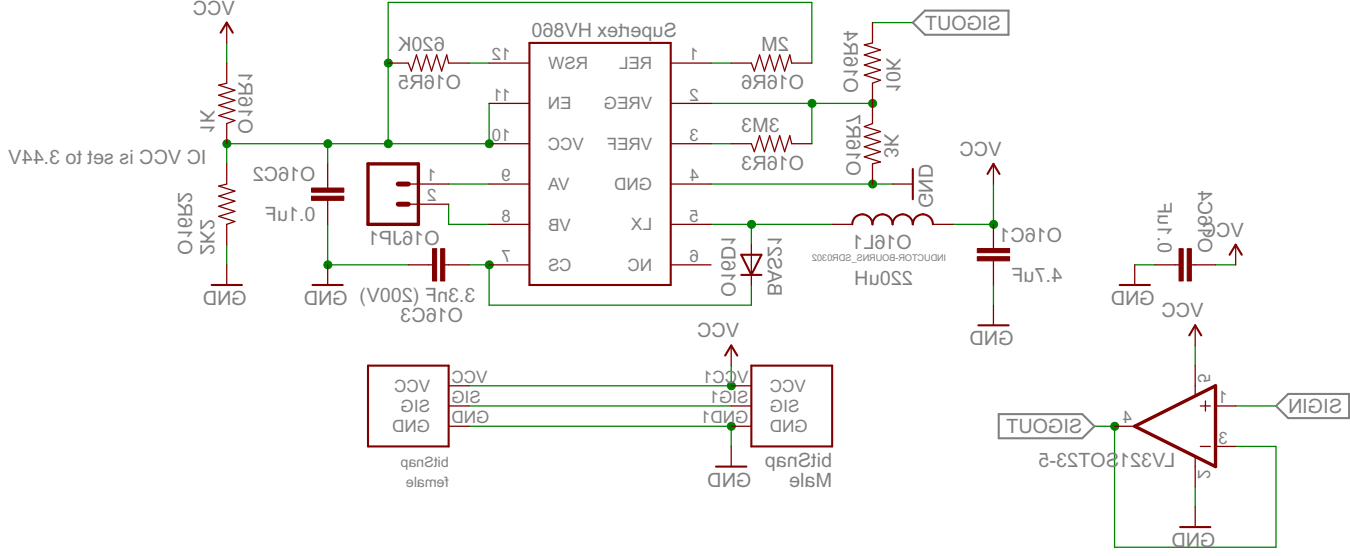 VCC
1K
O16R1
IC VCC is set to 3.44V
O16R2
2K2
GND
O16C2
0.1uF
GND
620K
O16R5
Supertex HV860
12
RSW
REL
1
11
EN
VREG
2
10
VCC
VREF
3
9
VA
GND
4
8
VB
LX
5
7
CS
NC
6
1
2
O16JP1
3.3nF (200V)
O16C3
2M
O16R6
3M3
O16R3
O16R4
10K
SIGOUT
O16R7
3K
GND
O16D1
BAS21
O16L1
INDUCTOR-BOURNS_SDR0302
220uH
VCC
O16C1
4.7uF
GND
0.1uF
O16C4
VCC
GND
VCC
VCC
SIG
GND
VCC
SIG
GND
bitSnap
female
VCC1
SIG1
GND1
VCC
SIG
GND
bitSnap
Male
GND
VCC
5
1
SIGIN
3
4
SIGOUT
2
LV321SOT23-5
GND